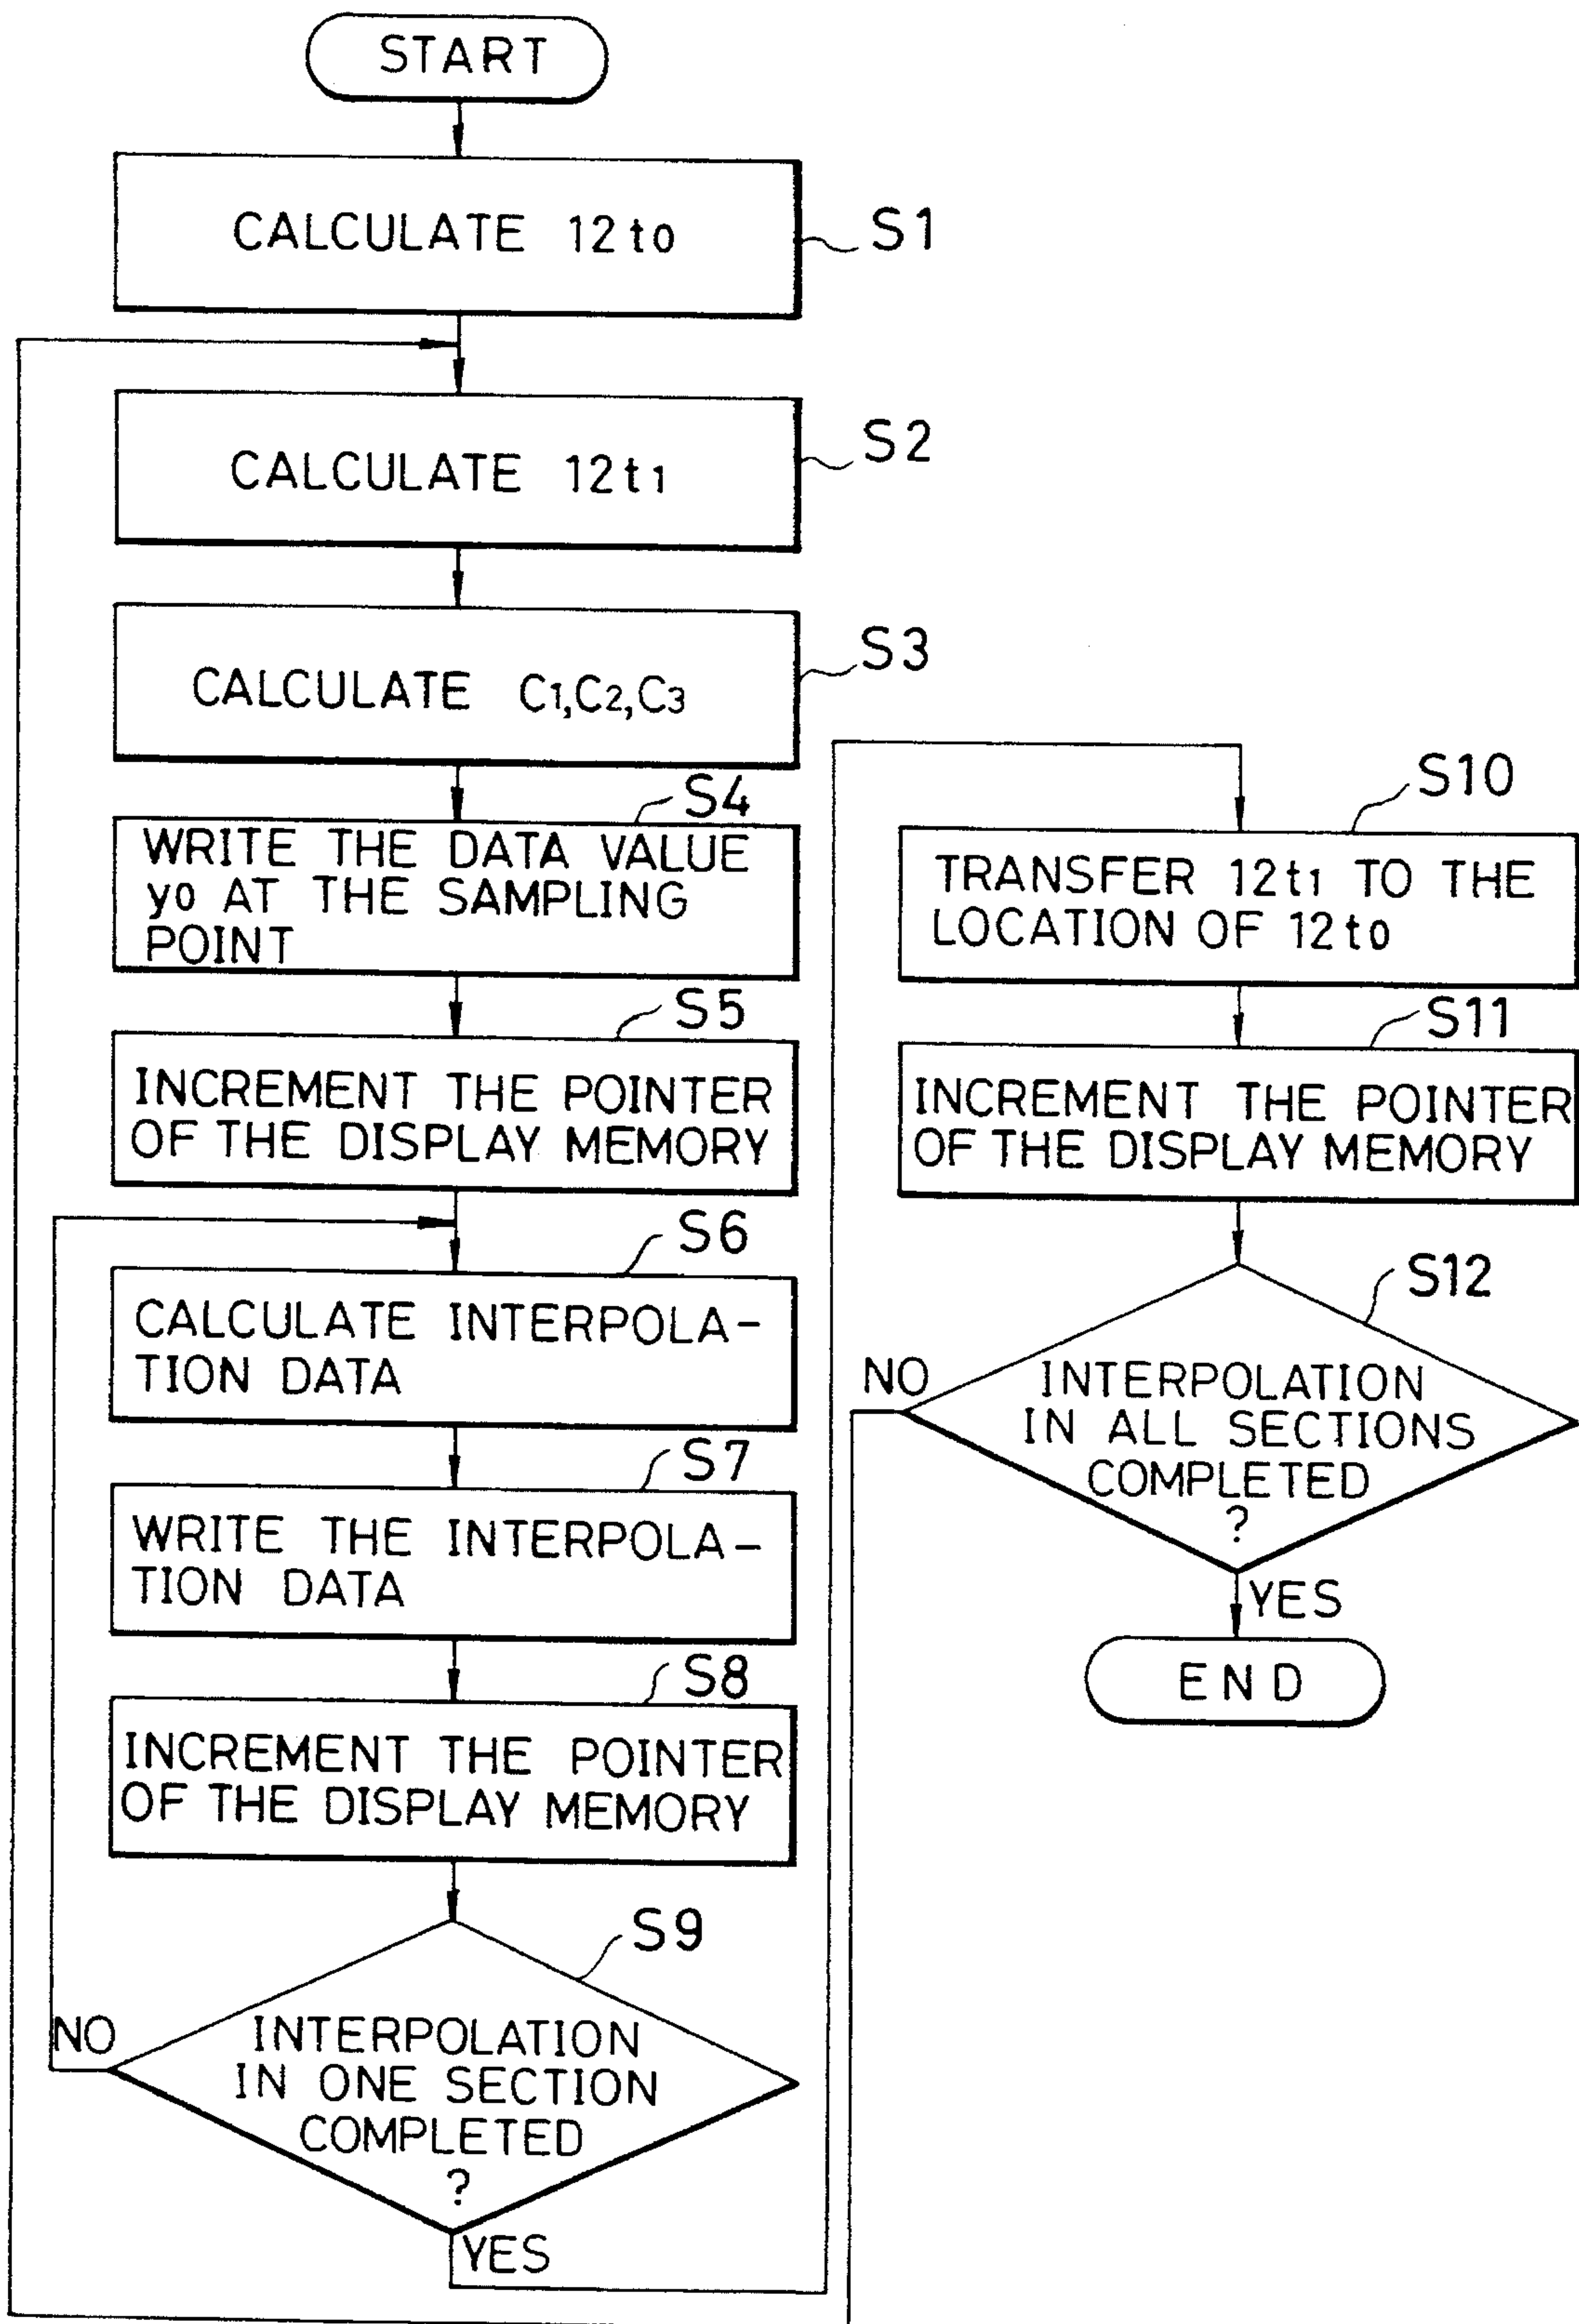 START
CALCULATE 12t0
S1
CALCULATE 12t1
S2
CALCULATE C1,C2,C3
S3
S4
WRITE THE DATA VALUE
y0 AT THE SAMPLING
POINT
S5
INCREMENT THE POINTER
OF THE DISPLAY MEMORY
S6
CALCULATE INTERPOLA-
TION DATA
S7
WRITE THE INTERPOLA-
TION DATA
S8
INCREMENT THE POINTER
OF THE DISPLAY MEMORY
S9
NO
INTERPOLATION
IN ONE SECTION
COMPLETED
?
YES
S10
TRANSFER 12t1 TO THE
LOCATION OF 12t0
S11
INCREMENT THE POINTER
OF THE DISPLAY MEMORY
S12
NO
INTERPOLATION
IN ALL SECTIONS
COMPLETED
?
YES
END